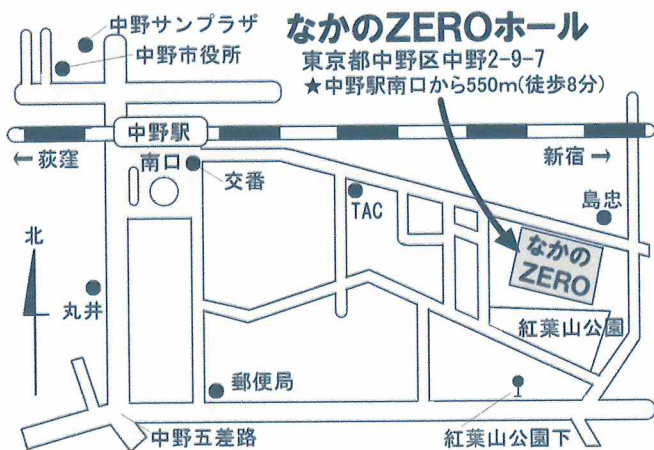 中野サンプラザ
中野市役所
なかのZEROホール
東京都中野区中野2-9-7
★中野駅南口から550m(徒歩8分)
中野駅
←荻窪
新宿→
南口
交番
TAC
島忠
なかの
ZERO
北
丸井
紅葉山公園
郵便局
中野五差路
紅葉山公園下